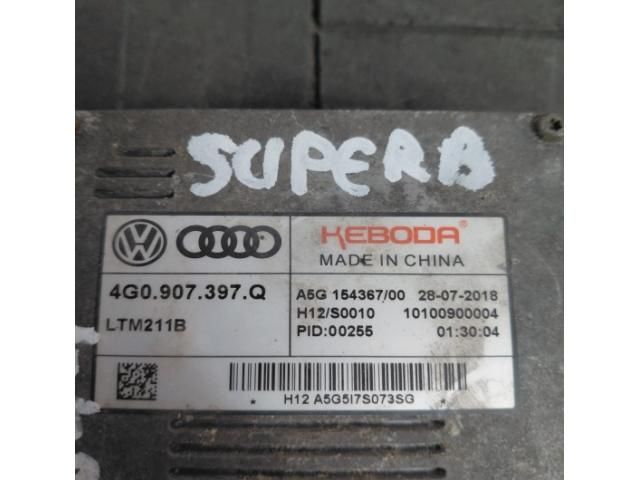 SUPERB
KEBODA
MADE IN CHINA
4G0.907.397.Q
LTM211B
A5G 154367/00 28-07-2018
H12/S0010 10100900004
PID:00255 01:30:04
* H12 A5G5I7S073SG *